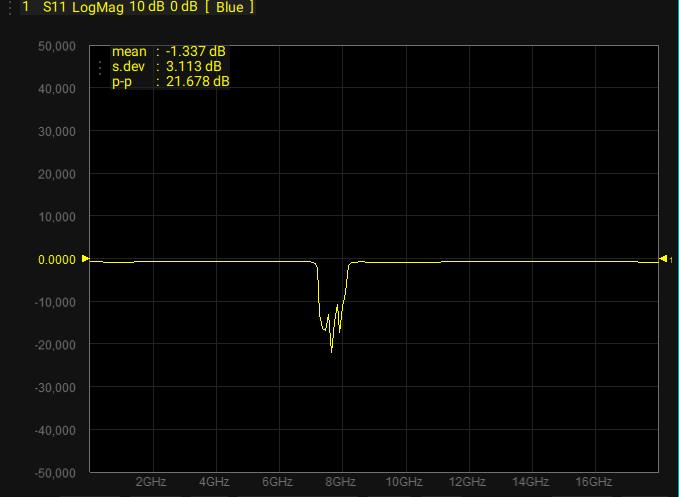 1 S11 LogMag 10 dB 0 dB [ Blue ]
50,000
mean : -1.337 dB
s.dev : 3.113 dB
p-p : 21.678 dB
40,000
30,000
20,000
10,000
0.0000
1
-10,000
-20,000
-30,000
-40,000
-50,000
2GHz 4GHz 6GHz 8GHz 10GHz 12GHz 14GHz 16GHz